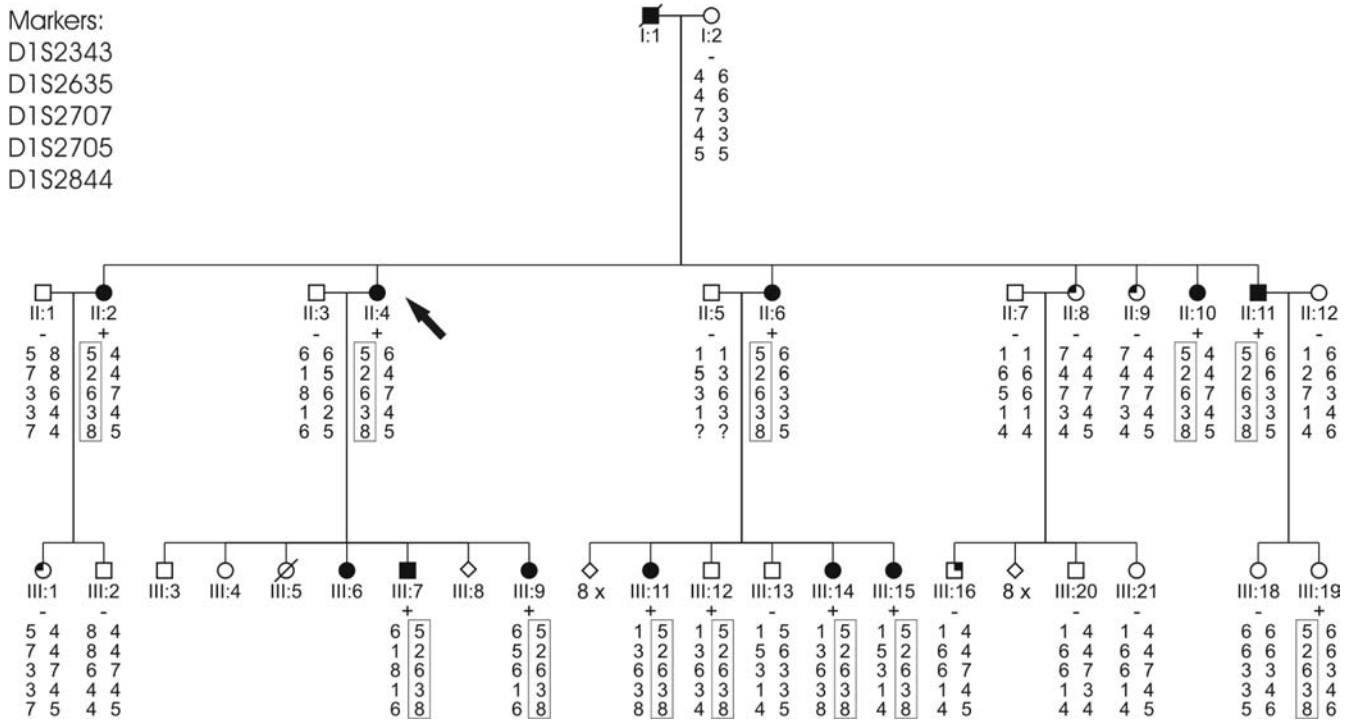 Markers:
D1S2343
D1S2635
D1S2707
D1S2705
D1S2844
I:1 I:2
-
4 6
4 6
7 3
4 3
5 5
II:1 II:2 II:3 II:4 II:5 II:6 II:7 II:8 II:9 II:10 II:11 II:12
- + - + - + - - - + + -
5 8 5 4 6 6 5 6 1 1 5 6 1 1 7 4 7 4 5 4 5 6 1 6
7 8 2 4 1 5 2 4 5 3 2 6 6 6 4 4 4 4 2 4 2 6 2 6
3 6 6 7 8 6 6 7 3 6 6 3 5 6 7 7 7 7 6 7 6 3 7 3
3 4 3 4 1 2 3 4 1 3 3 3 1 1 3 4 3 4 3 4 3 3 1 4
7 4 8 5 6 5 8 5 ? ? 8 5 4 4 4 5 4 5 8 5 8 5 4 6
III:1 III:2 III:3 III:4 III:5 III:6 III:7 III:8 III:9 8 x III:11 III:12 III:13 III:14 III:15 III:16 8 x III:20 III:21 III:18 III:19
- - + + + + - + + - - - - +
5 4 8 4 6 5 6 5 1 5 1 5 1 5 1 5 1 5 1 4 1 4 1 4 6 6 5 6
7 4 8 4 1 2 5 2 3 2 3 2 5 6 3 2 5 2 6 4 6 4 6 4 6 6 2 6
3 7 6 7 8 6 6 6 6 6 6 6 3 3 6 6 3 6 6 7 6 7 6 7 3 3 6 3
3 4 4 4 1 3 1 3 3 3 3 3 1 3 3 3 1 3 1 4 1 3 1 4 3 4 3 4
7 5 4 5 6 8 6 8 8 8 4 8 4 5 8 8 4 8 4 5 4 4 4 5 5 6 8 6